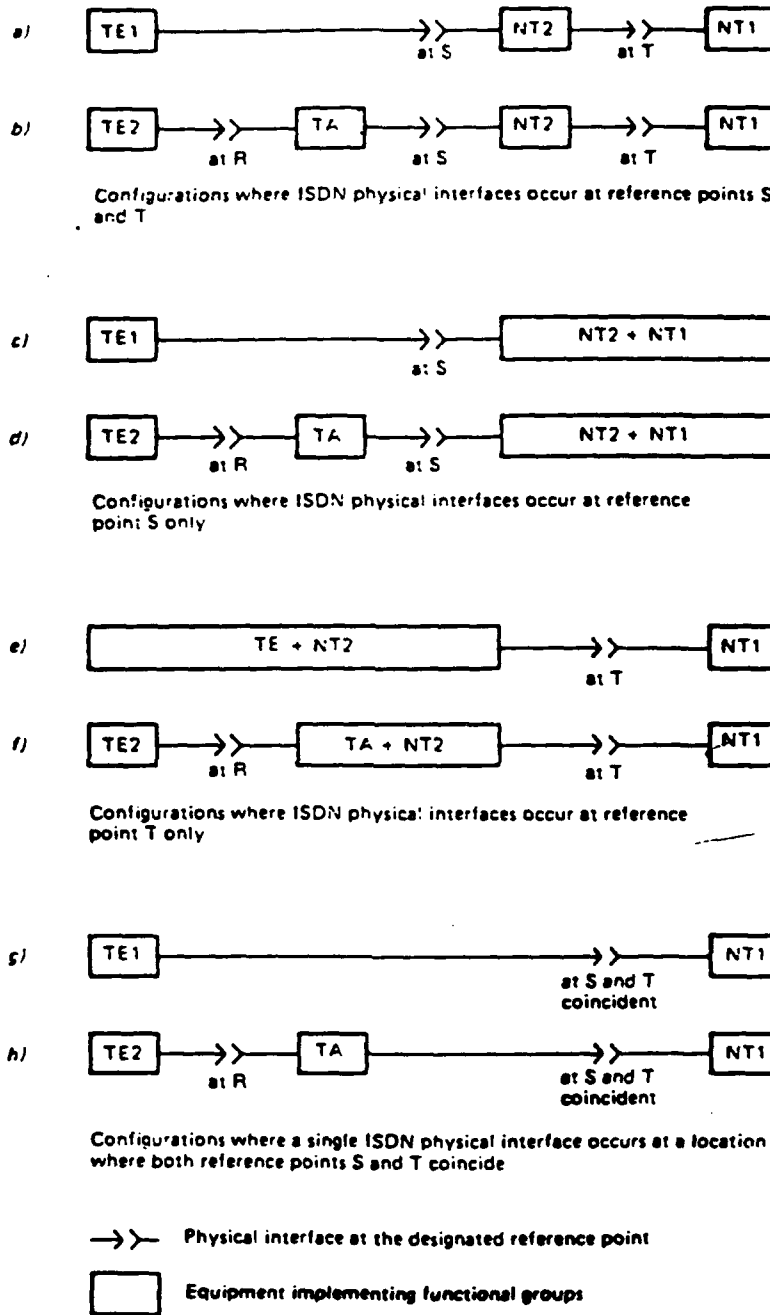 a) TE1 NT2 NT1
at S at T
b) TE2 TA NT2 NT1
at R at S at T
Configurations where ISDN physical interfaces occur at reference points S
and T
c) TE1 NT2 + NT1
at S
d) TE2 TA NT2 + NT1
at R at S
Configurations where ISDN physical interfaces occur at reference
point S only
e) TE + NT2 NT1
at T
f) TE2 TA + NT2 NT1
at R at T
Configurations where ISDN physical interfaces occur at reference
point T only
g) TE1 NT1
at S and T
coincident
h) TE2 TA NT1
at R at S and T
coincident
Configurations where a single ISDN physical interface occurs at a location
where both reference points S and T coincide
Physical interface at the designated reference point
Equipment implementing functional groups